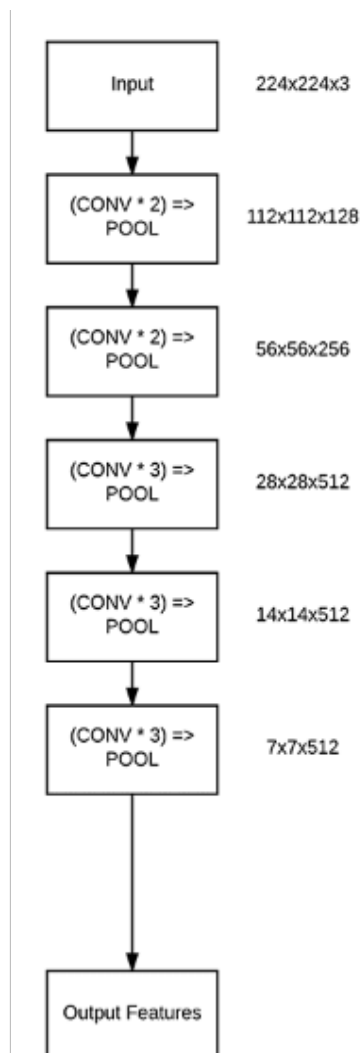 Input
224x224x3
(CONV * 2) =>
POOL
112x112x128
(CONV * 2) =>
POOL
56x56x256
(CONV * 3) =>
POOL
28x28x512
(CONV * 3) =>
POOL
14x14x512
(CONV * 3) =>
POOL
7x7x512
Output Features